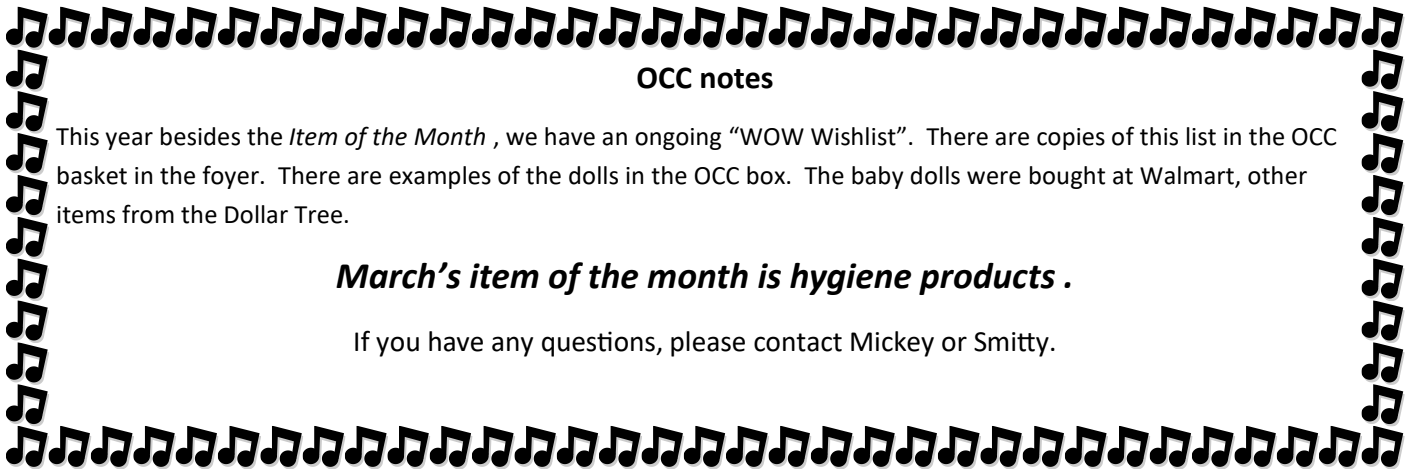 OCC notes
This year besides the Item of the Month , we have an ongoing “WOW Wishlist”.  There are copies of this list in the OCC
basket in the foyer.  There are examples of the dolls in the OCC box.  The baby dolls were bought at Walmart, other
items from the Dollar Tree.
March’s item of the month is hygiene products .
If you have any questions, please contact Mickey or Smitty.